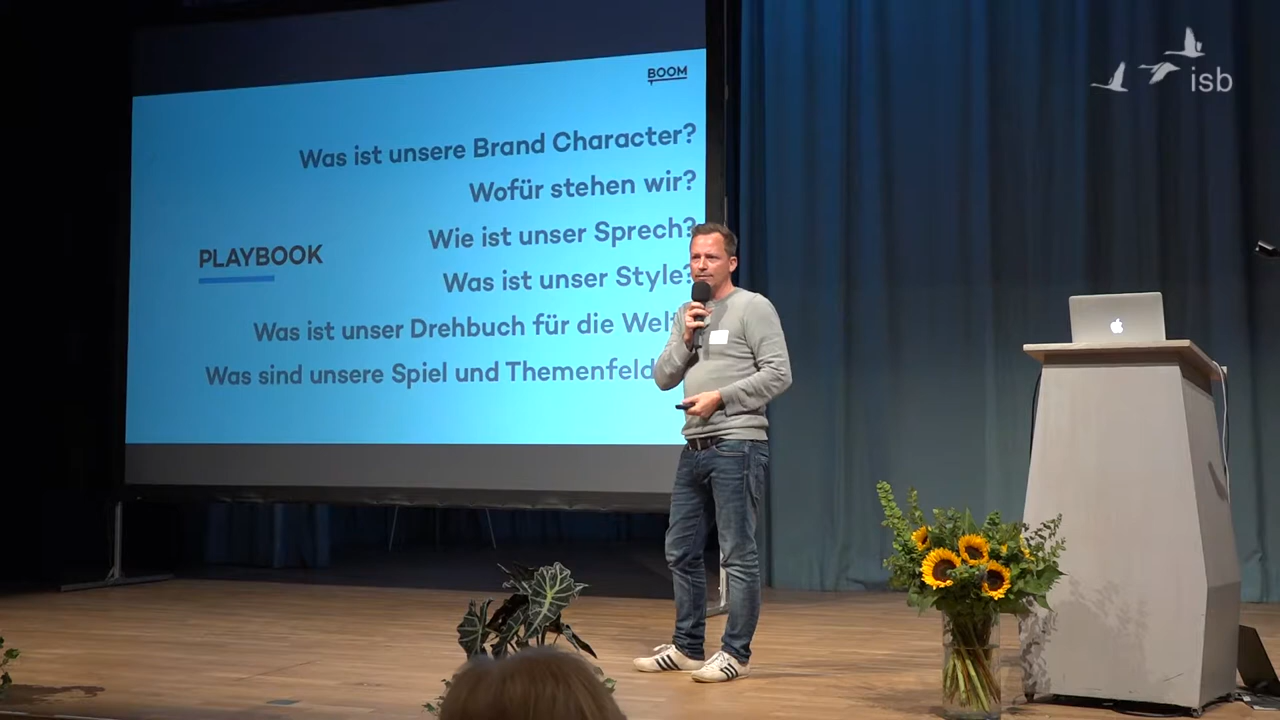 BOOM
Was ist unsere Brand Character?
Wofür stehen wir?
Wie ist unser Sprech?
PLAYBOOK
Was ist unser Style?
Was ist unser Drehbuch für die Welt
Was sind unsere Spiel und Themenfeld
isb